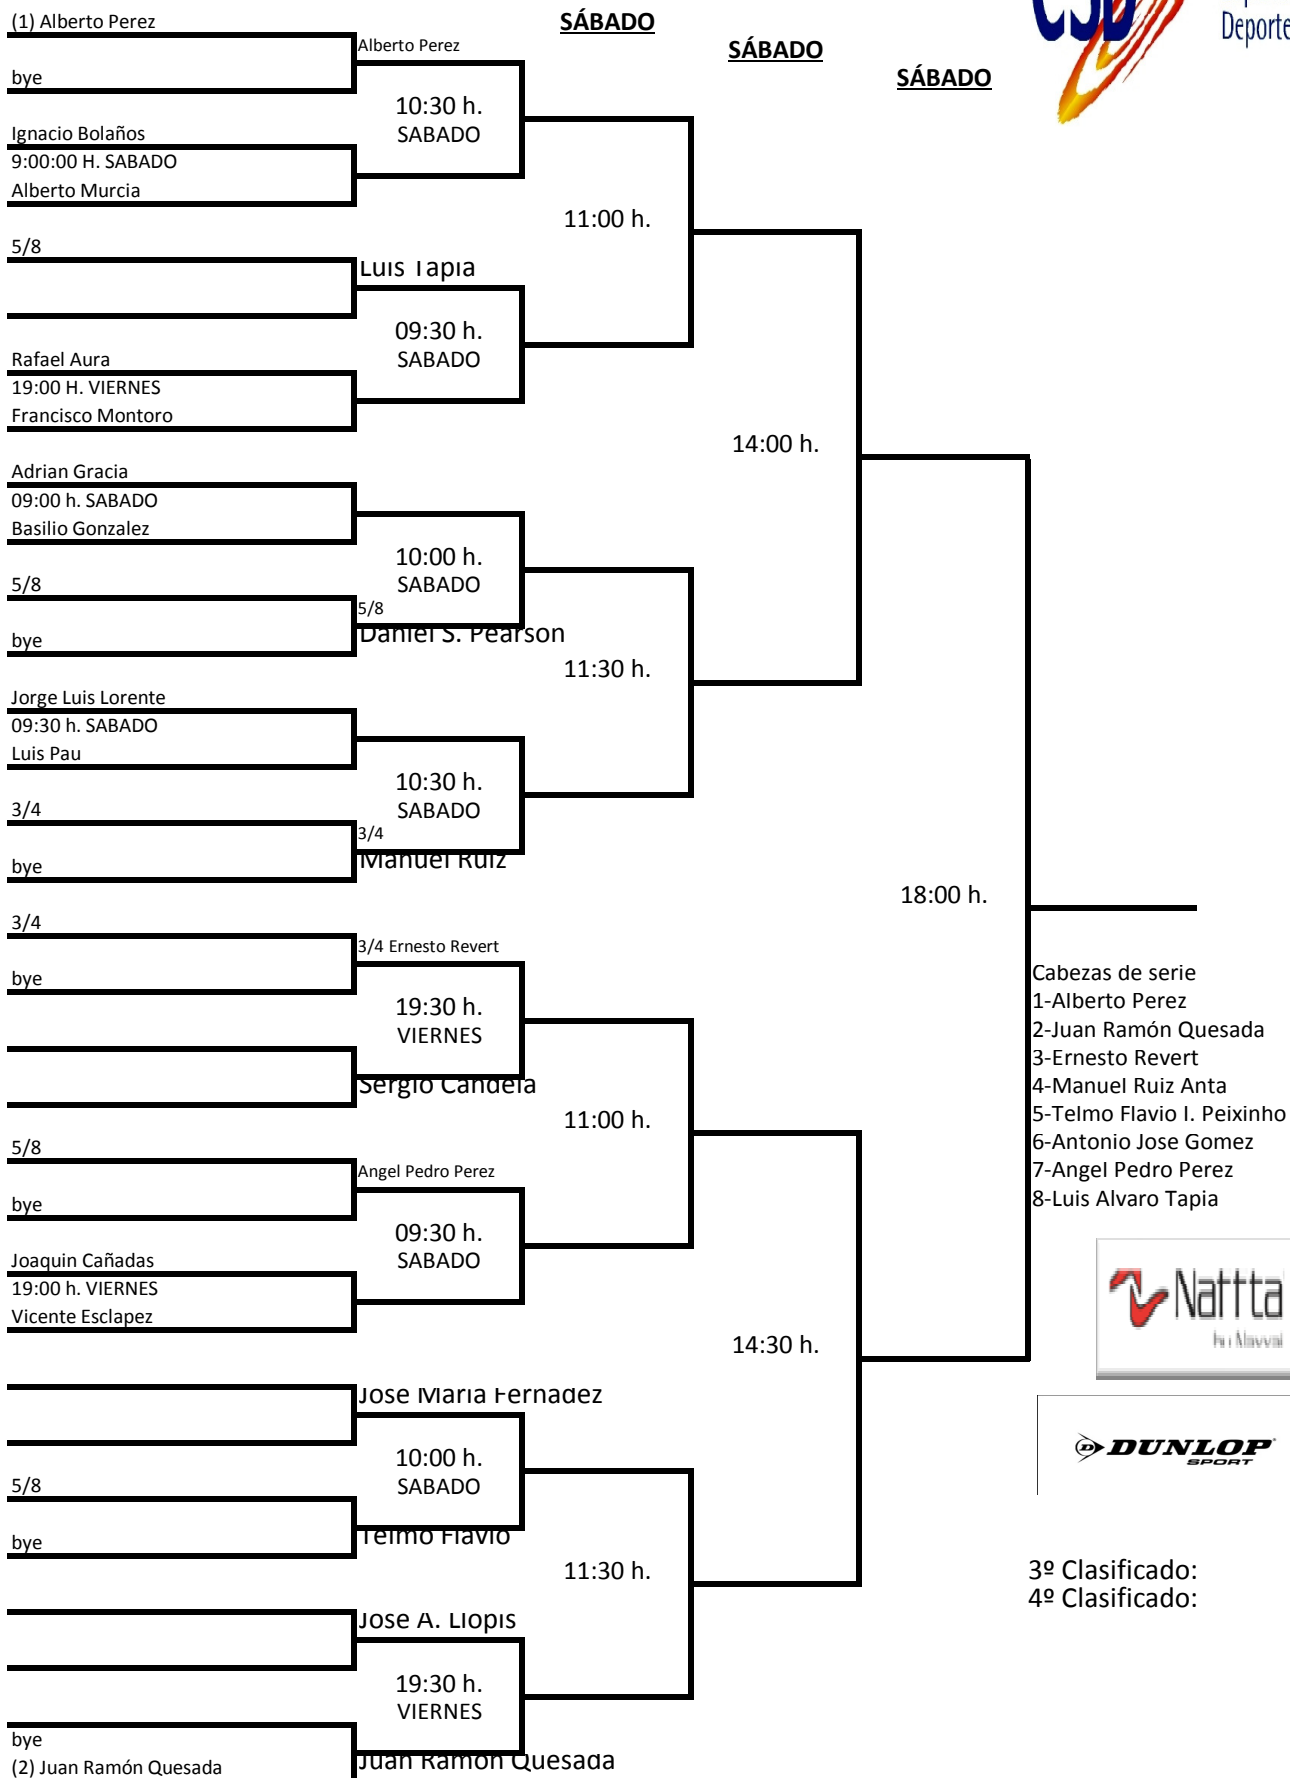 (1) Alberto Perez
SÁBADO
Deporte
Alberto Perez
SÁBADO
bye
SÁBADO
CSD
10:30 h.
SABADO
Ignacio Bolaños
9:00:00 H. SABADO
Alberto Murcia
11:00 h.
5/8
Luis Tapia
09:30 h.
SABADO
Rafael Aura
19:00 H. VIERNES
Francisco Montoro
14:00 h.
Adrian Gracia
09:00 h. SABADO
Basilio Gonzalez
10:00 h.
SABADO
5/8
5/8
Daniel S. Pearson
bye
11:30 h.
Jorge Luis Lorente
09:30 h. SABADO
Luis Pau
10:30 h.
SABADO
3/4
3/4
Manuel Ruiz
bye
18:00 h.
3/4
3/4 Ernesto Revert
bye
19:30 h.
VIERNES
Sergio Candela
11:00 h.
5/8
Angel Pedro Perez
bye
09:30 h.
SABADO
Joaquin Cañadas
19:00 h. VIERNES
Vicente Esclapez
14:30 h.
Jose Maria Fernadez
10:00 h.
SABADO
5/8
Telmo Flavio
bye
11:30 h.
Jose A. Llopis
19:30 h.
VIERNES
bye
(2) Juan Ramón Quesada
Juan Ramón Quesada
Cabezas de serie
1-Alberto Perez
2-Juan Ramón Quesada
3-Ernesto Revert
4-Manuel Ruiz Anta
5-Telmo Flavio I. Peixinho
6-Antonio Jose Gomez
7-Angel Pedro Perez
8-Luis Alvaro Tapia
Nattta
DUNLOP
SPORT
3º Clasificado:
4º Clasificado: